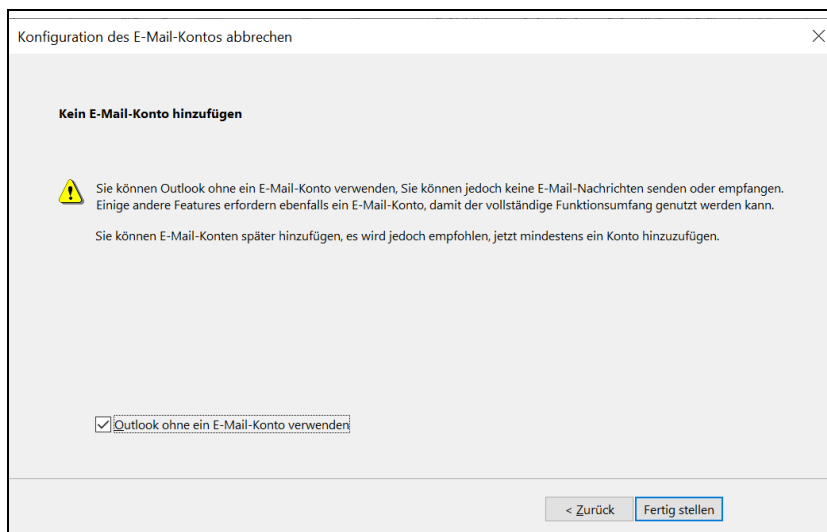 Konfiguration des E-Mail-Kontos abbrechen
Kein E-Mail-Konto hinzufügen
Sie können Outlook ohne ein E-Mail-Konto verwenden, Sie können jedoch keine E-Mail-Nachrichten senden oder empfangen.
Einige andere Features erfordern ebenfalls ein E-Mail-Konto, damit der vollständige Funktionsumfang genutzt werden kann.
Sie können E-Mail-Konten später hinzufügen, es wird jedoch empfohlen, jetzt mindestens ein Konto hinzuzufügen.
Outlook ohne ein E-Mail-Konto verwenden
< Zurück
Fertig stellen